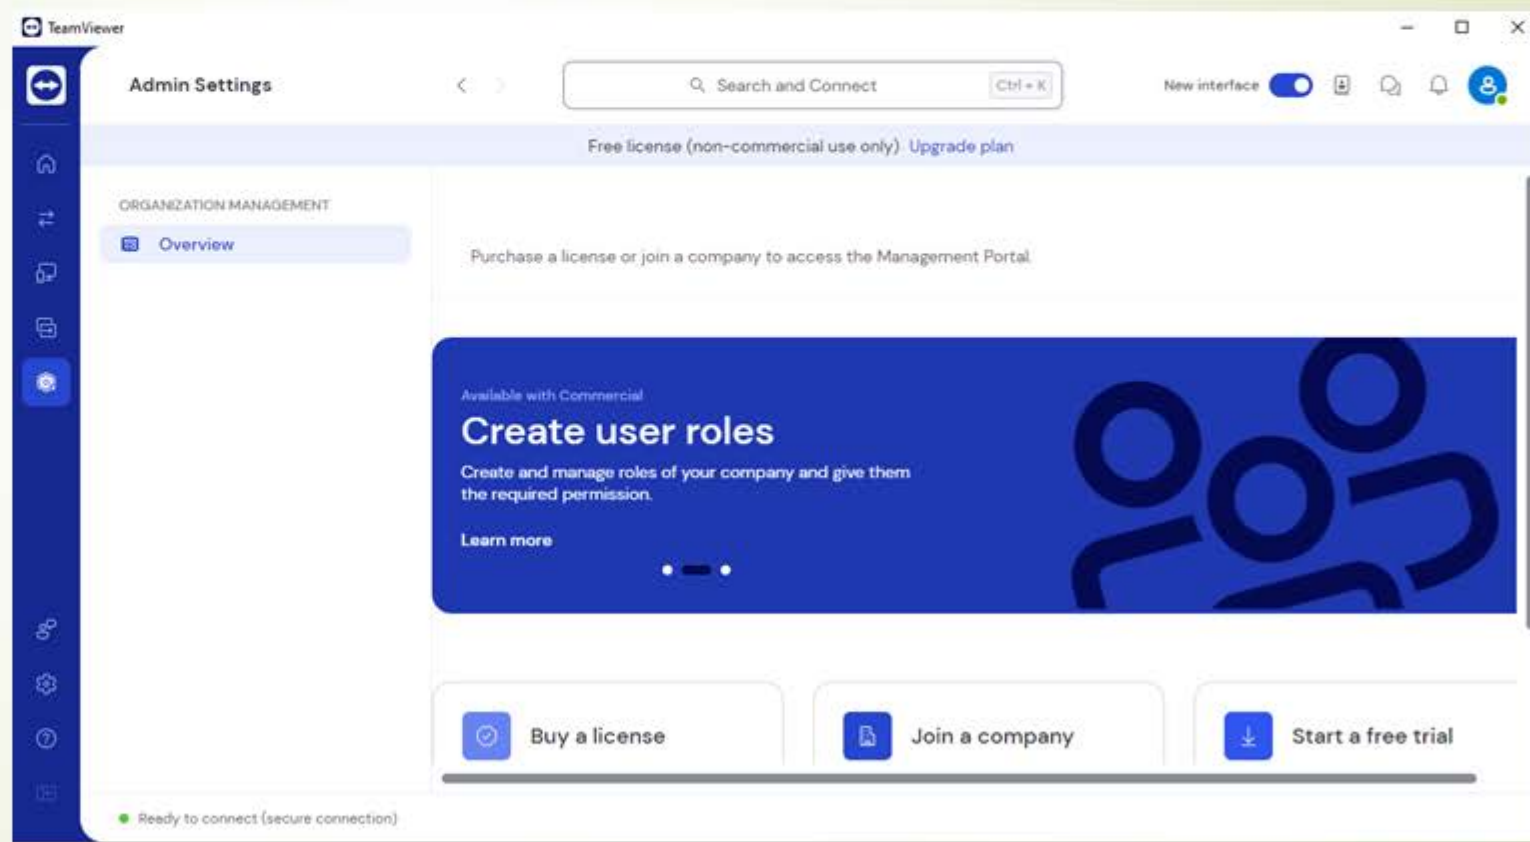 TeamViewer
Admin Settings
Search and Connect
Ctrl + K
New interface
Free license (non-commercial use only) Upgrade plan
ORGANIZATION MANAGEMENT
Overview
Purchase a license or join a company to access the Management Portal.
Available with Commercial
Create user roles
Create and manage roles of your company and give them
the required permission.
Learn more
Buy a license
Join a company
Start a free trial
Ready to connect (secure connection)